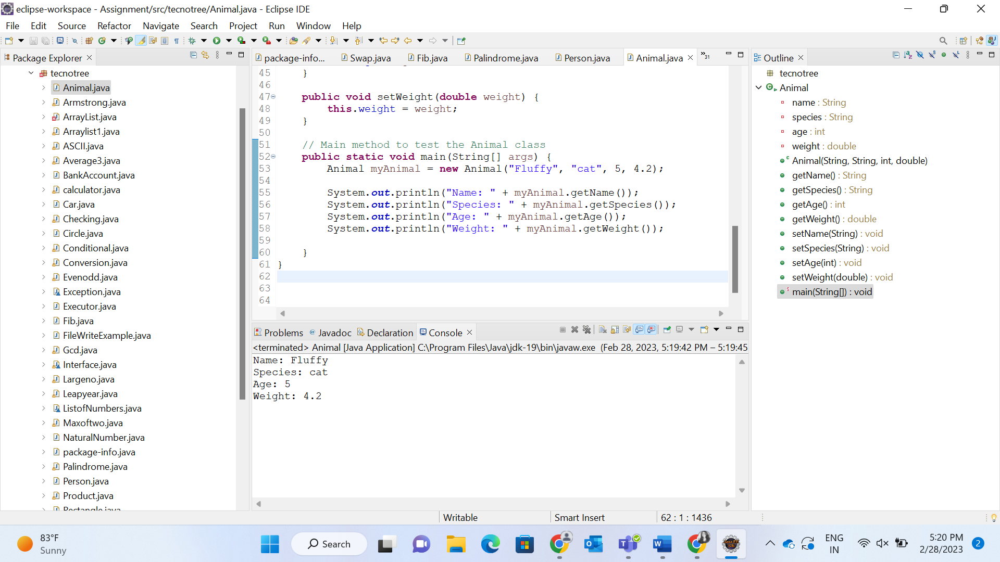 eclipse-workspace - Assignment/src/tecnotree/Animal.java - Eclipse IDE
File Edit Source Refactor Navigate Search Project Run Window Help
Package Explorer
tecnotree
Animal.java
Armstrong.java
ArrayList.java
Arraylist1.java
ASCII.java
Average3.java
BankAccount.java
calculator.java
Car.java
Checking.java
Circle.java
Conditional.java
Conversion.java
Evenodd.java
Exception.java
Executor.java
Fib.java
FileWriteExample.java
Gcd.java
Interface.java
Largeno.java
Leapyear.java
ListofNumbers.java
Maxoftwo.java
NaturalNumber.java
package-info.java
Palindrome.java
Person.java
Product.java
Rectangle.java
package-info... Swap.java Fib.java Palindrome.java Person.java Animal.java »31
45 }
46
47 public void setWeight(double weight) {
48 this.weight = weight;
49 }
50
51 // Main method to test the Animal class
52 public static void main(String[] args) {
53 Animal myAnimal = new Animal("Fluffy", "cat", 5, 4.2);
54
55 System.out.println("Name: " + myAnimal.getName());
56 System.out.println("Species: " + myAnimal.getSpecies());
57 System.out.println("Age: " + myAnimal.getAge());
58 System.out.println("Weight: " + myAnimal.getWeight());
59
60 }
61 }
62
63
64
Problems @ Javadoc Declaration Console
<terminated> Animal [Java Application] C:\Program Files\Java\jdk-19\bin\javaw.exe (Feb 28, 2023, 5:19:42 PM – 5:19:45
Name: Fluffy
Species: cat
Age: 5
Weight: 4.2
Outline
tecnotree
Animal
name : String
species : String
age : int
weight : double
Animal(String, String, int, double)
getName() : String
getSpecies() : String
getAge() : int
getWeight() : double
setName(String) : void
setSpecies(String) : void
setAge(int) : void
setWeight(double) : void
main(String[]) : void
Writable Smart Insert 62 : 1 : 1436
83°F
Sunny
Search
ENG
IN
5:20 PM
2/28/2023
2